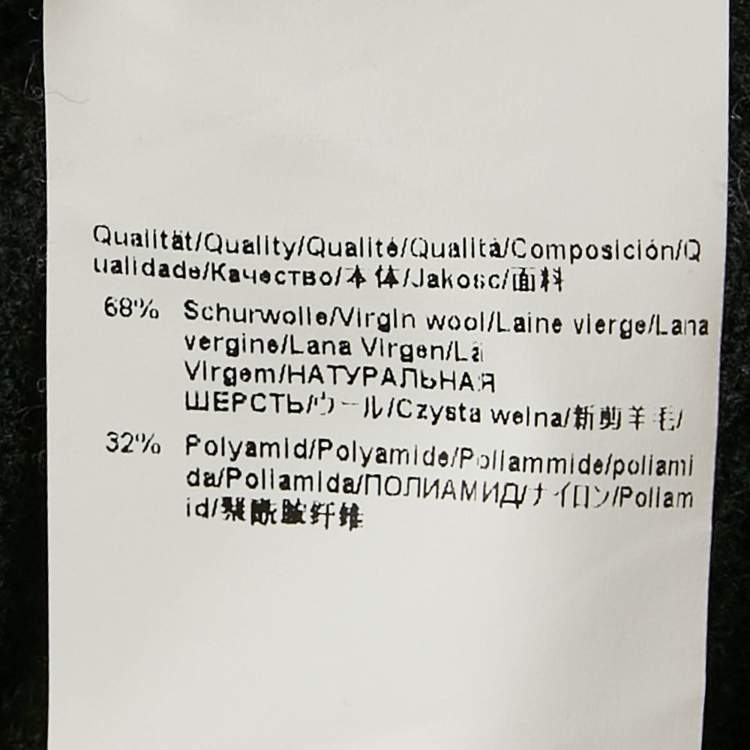 Qualität/Quality/Qualité/Qualità/Composición/Q
ualidade/Качество/本体/Jakosc/面料
68% Schurwolle/Virgin wool/Laine vierge/Lana
vergine/Lana Virgen/Lã
Virgem/НАТУРАЛЬНАЯ
ШЕРСТЬ/ウール/Czysta welna/新剪羊毛/
32% Polyamid/Polyamide/Poliammide/poliami
da/Poliamida/ПОЛИАМИД/ナイロン/Poliam
id/聚酰胺纤维